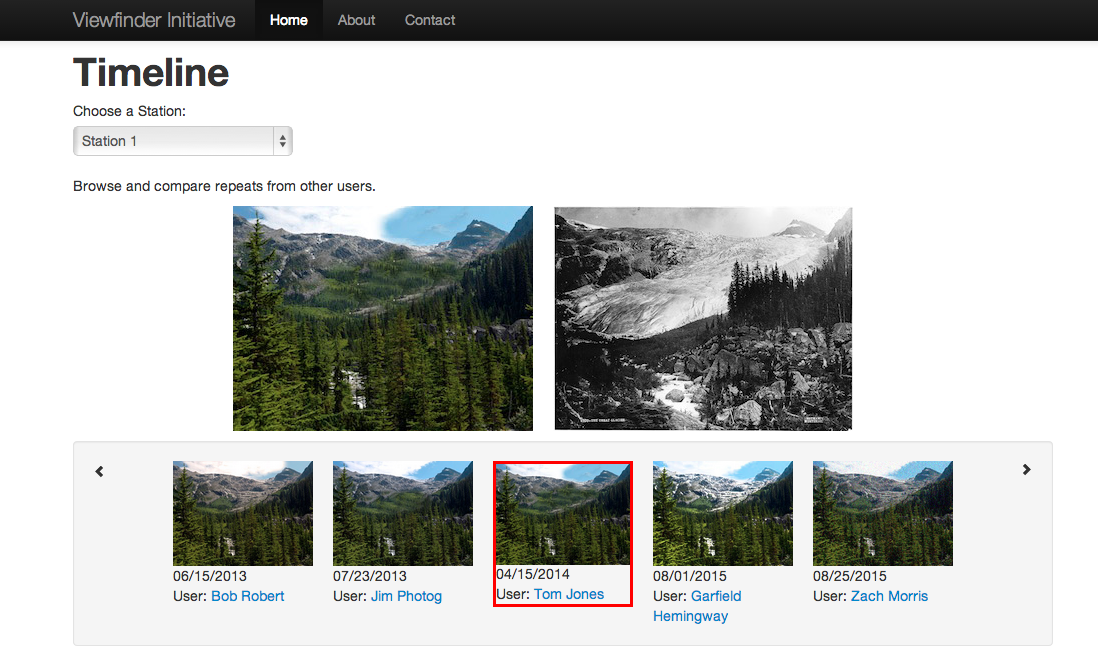 Viewfinder Initiative Home About Contact
Timeline
Choose a Station:
Station 1
Browse and compare repeats from other users.
06/15/2013
User: Bob Robert
07/23/2013
User: Jim Photog
04/15/2014
User: Tom Jones
08/01/2015
User: Garfield
Hemingway
08/25/2015
User: Zach Morris